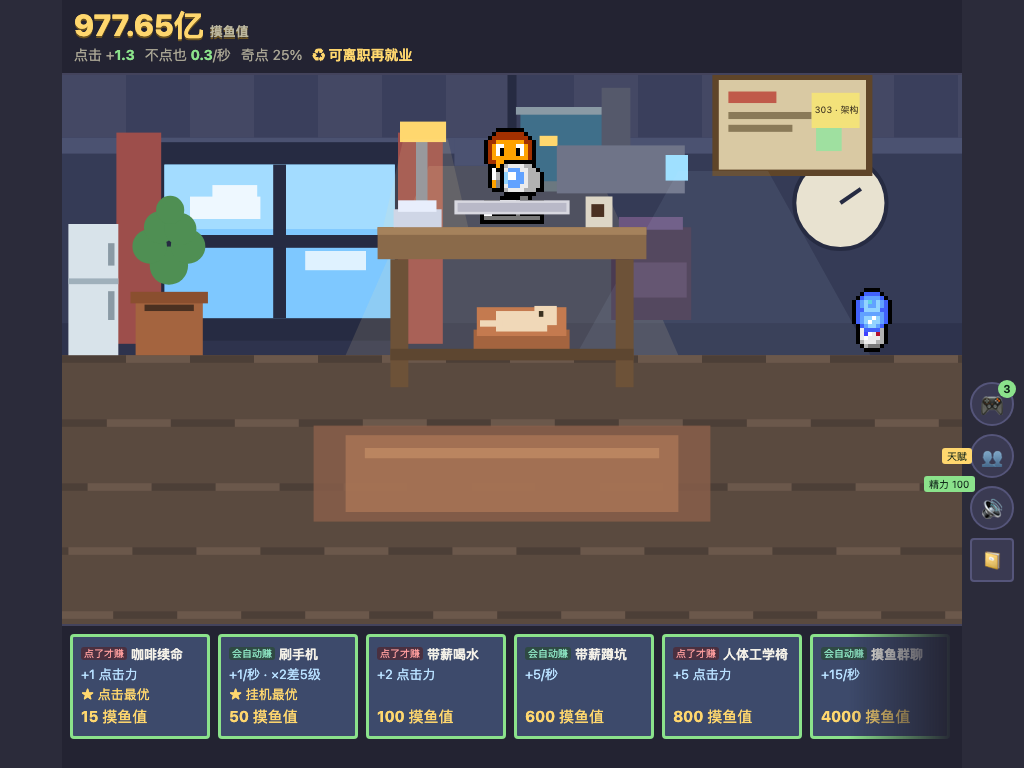 977.65亿 摸鱼值
点击 +1.3 不点也 0.3/秒 奇点 25% ♻ 可离职再就业
303 · 架构
3
天赋
精力 100
点了才赚 咖啡续命
+1 点击力
★ 点击最优
15 摸鱼值
会自动赚 刷手机
+1/秒 · ×2差5级
★ 挂机最优
50 摸鱼值
点了才赚 带薪喝水
+2 点击力
100 摸鱼值
会自动赚 带薪蹲坑
+5/秒
600 摸鱼值
点了才赚 人体工学椅
+5 点击力
800 摸鱼值
会自动赚 摸鱼群聊
+15/秒
4000 摸鱼值